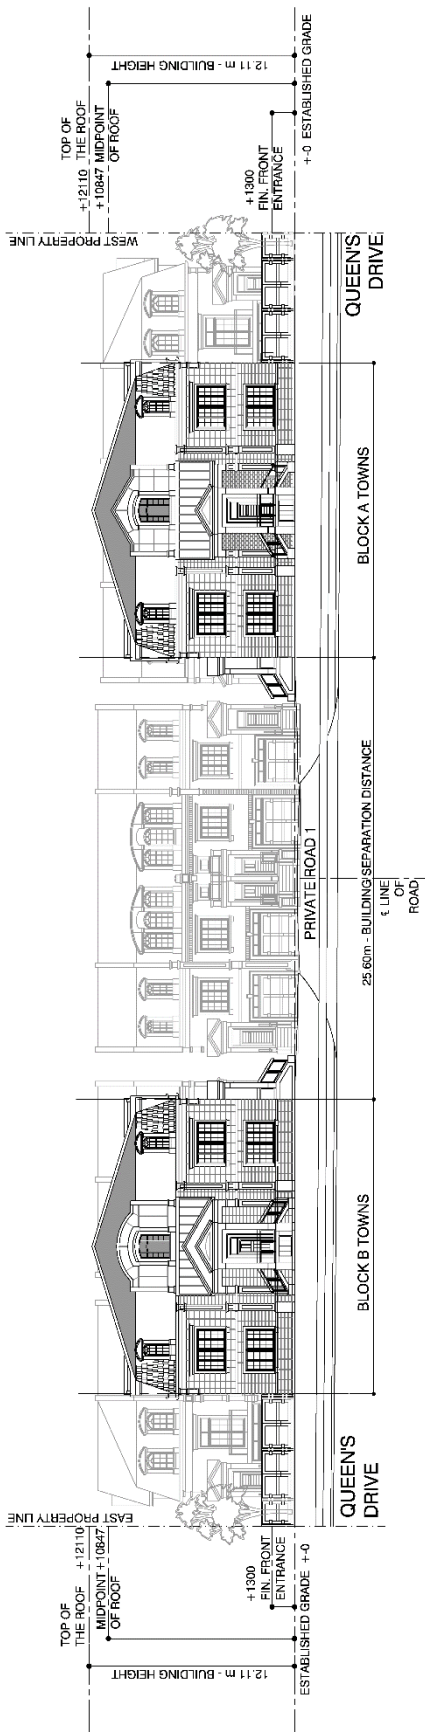 TOP OF
THE ROOF +12110
MIDPOINT +10847
OF ROOF
+1300
FIN. FRONT
ENTRANCE
ESTABLISHED GRADE +-0
12.11 m - BUILDING HEIGHT
EAST PROPERTY LINE
QUEEN'S
DRIVE
BLOCK B TOWNS
PRIVATE ROAD 1
25.60m - BUILDING SEPARATION DISTANCE
℄ LINE
OF
ROAD
BLOCK A TOWNS
QUEEN'S
DRIVE
WEST PROPERTY LINE
TOP OF
+12110 THE ROOF
+10847 MIDPOINT
OF ROOF
+1300
FIN. FRONT
ENTRANCE
+-0 ESTABLISHED GRADE
12.11 m - BUILDING HEIGHT